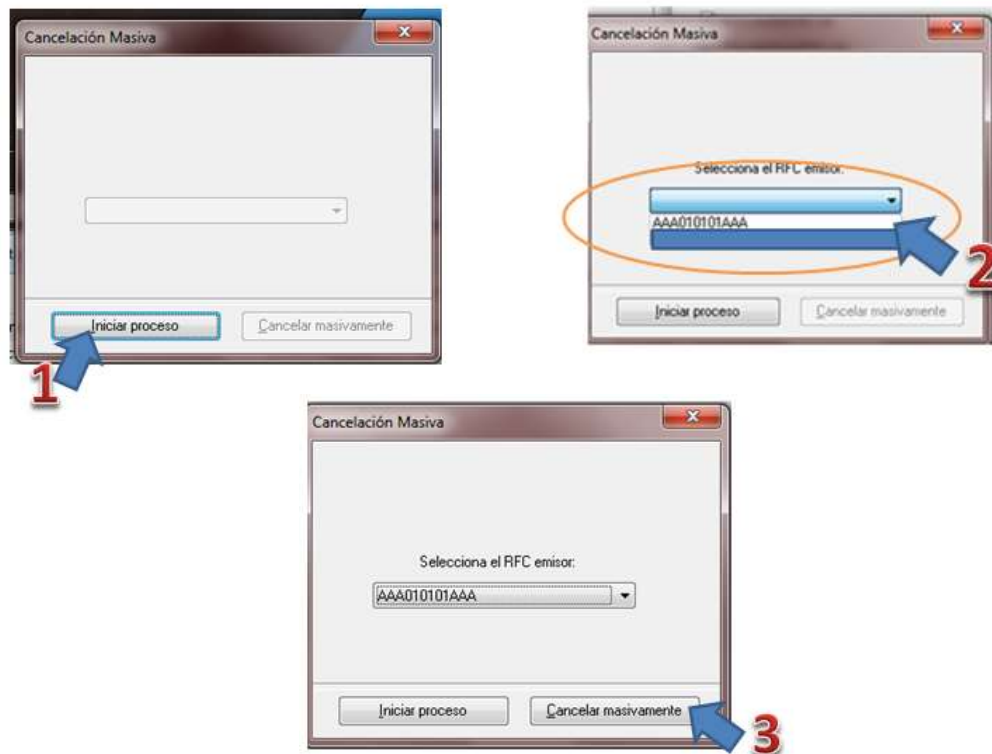 Cancelación Masiva
Iniciar proceso
Cancelar masivamente
1
Cancelación Masiva
Selecciona el RFC emisor:
AAA010101AAA
Iniciar proceso
Cancelar masivamente
2
Cancelación Masiva
Selecciona el RFC emisor:
AAA010101AAA
Iniciar proceso
Cancelar masivamente
3